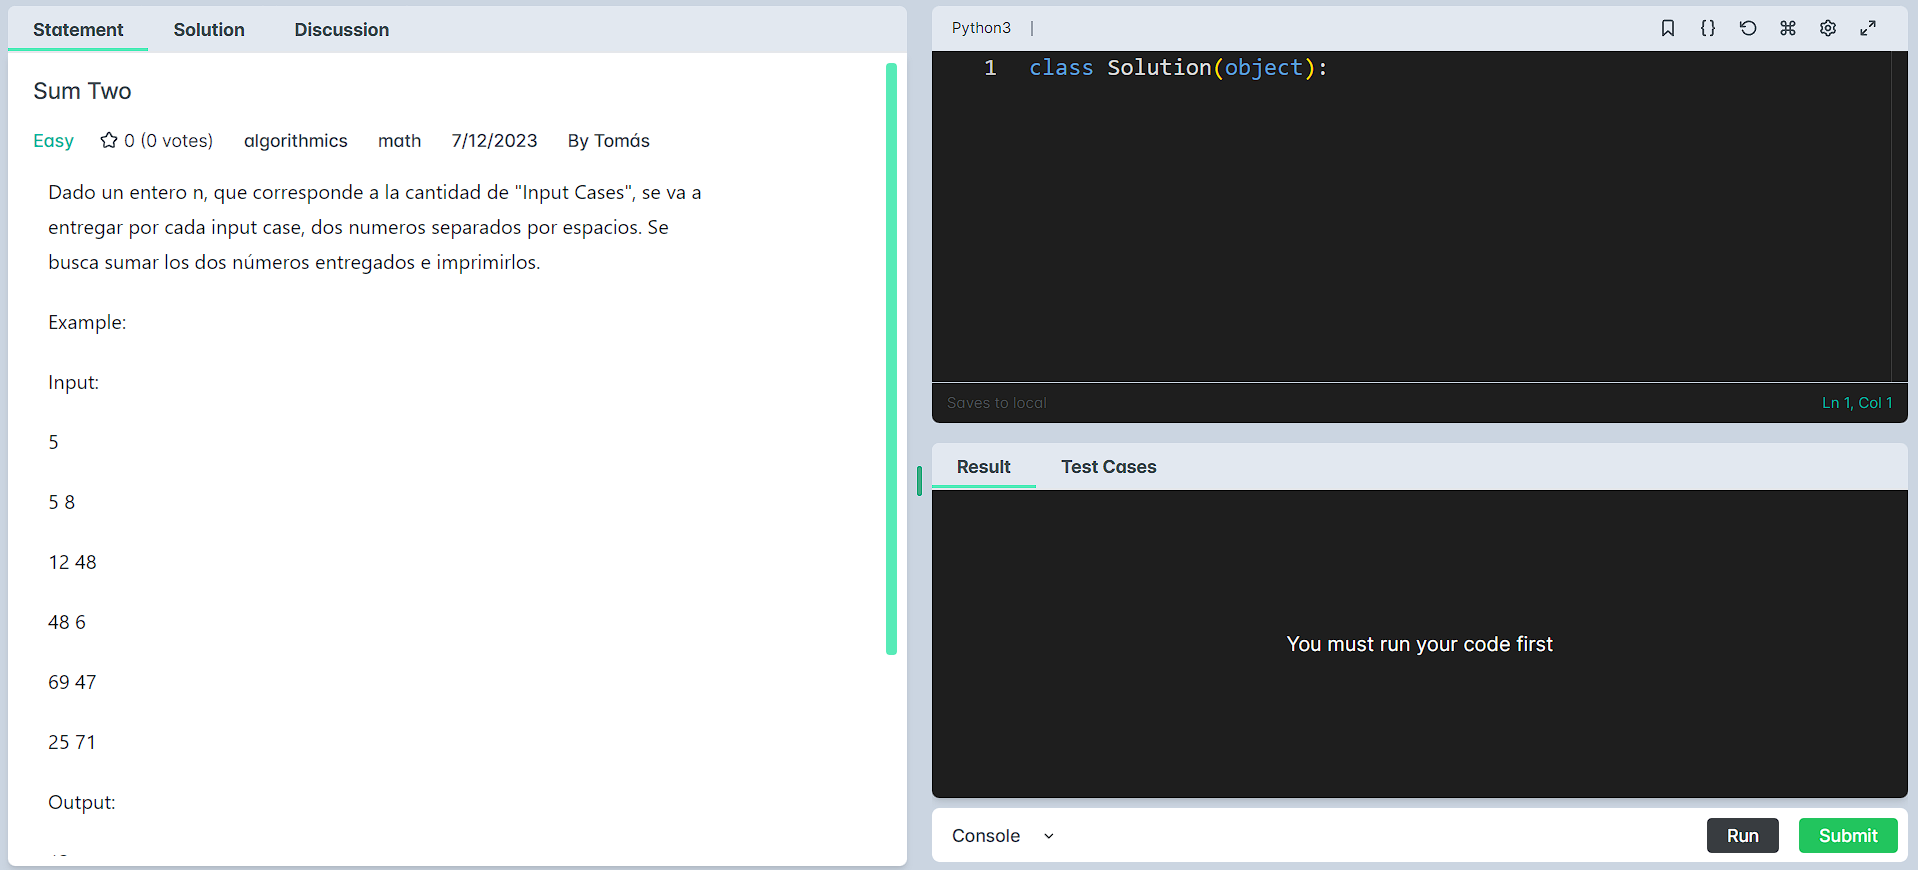 Statement Solution Discussion
Sum Two
Easy 0 (0 votes) algorithmics math 7/12/2023 By Tomás
Dado un entero n, que corresponde a la cantidad de "Input Cases", se va a
entregar por cada input case, dos numeros separados por espacios. Se
busca sumar los dos números entregados e imprimirlos.
Example:
Input:
5
5 8
12 48
48 6
69 47
25 71
Output:
Python3 |
1 class Solution(object):
Saves to local
Ln 1, Col 1
Result Test Cases
You must run your code first
Console
Run Submit